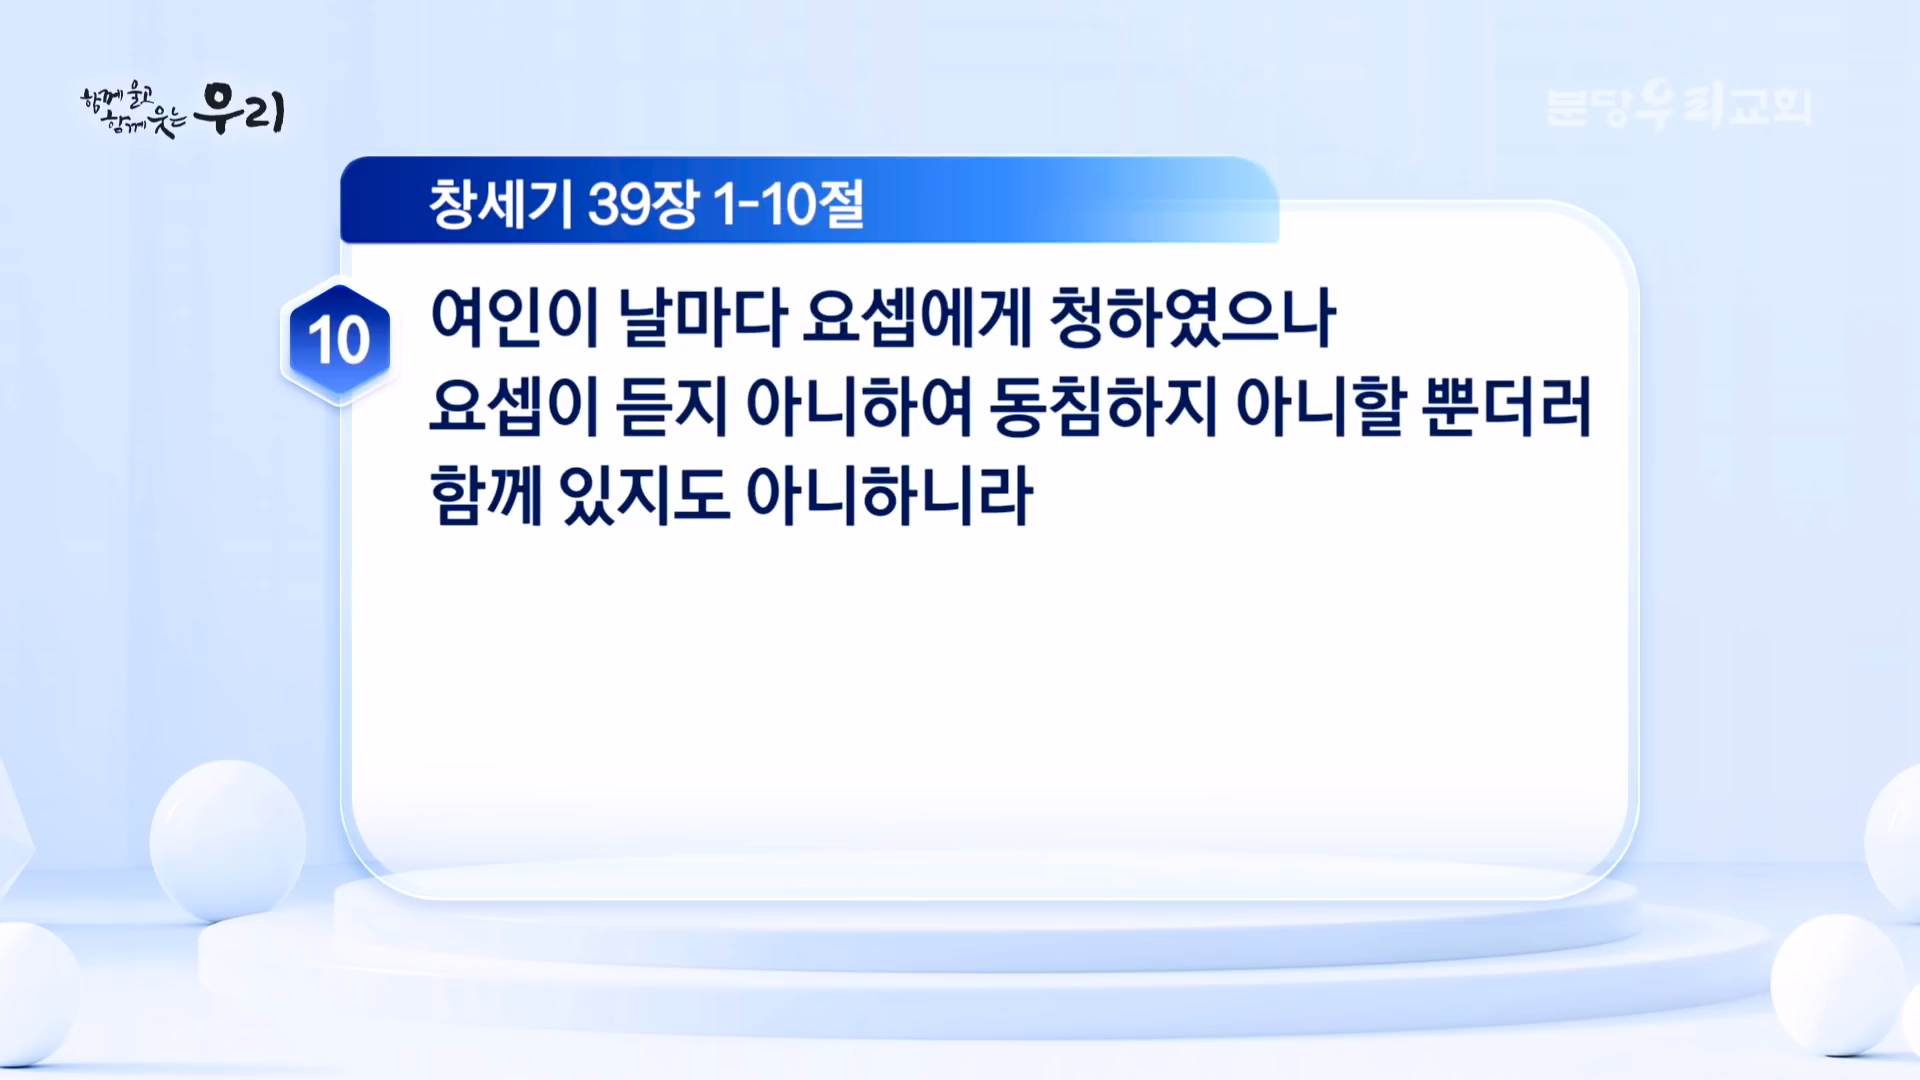 함께 울고
함께 웃는 우리
분당우리교회
창세기 39장 1-10절
10
여인이 날마다 요셉에게 청하였으나
요셉이 듣지 아니하여 동침하지 아니할 뿐더러
함께 있지도 아니하니라